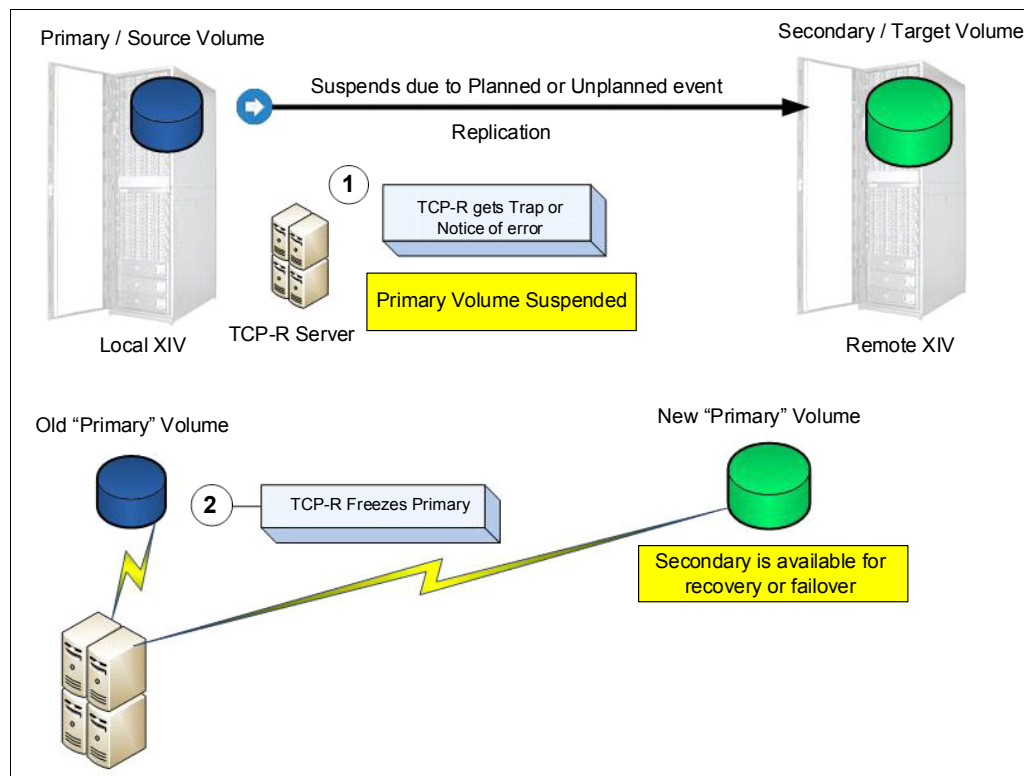 Primary / Source Volume
Secondary / Target Volume
Suspends due to Planned or Unplanned event
Replication
1
TCP-R gets Trap or
Notice of error
Primary Volume Suspended
Local XIV
TCP-R Server
Remote XIV
Old “Primary” Volume
New “Primary” Volume
2
TCP-R Freezes Primary
Secondary is available for
recovery or failover